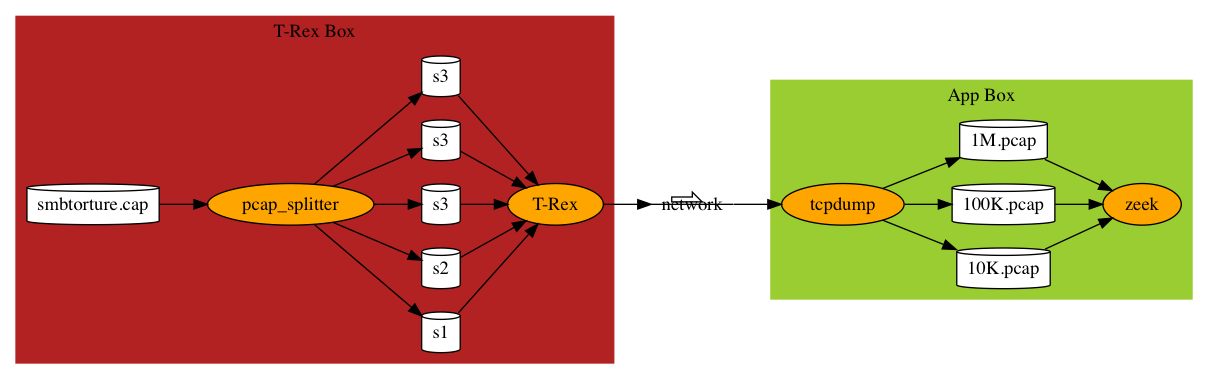 T-Rex Box
s3
s3
smbtorture.cap
pcap_splitter
s3
T-Rex
s2
s1
network
App Box
1M.pcap
tcpdump
100K.pcap
zeek
10K.pcap